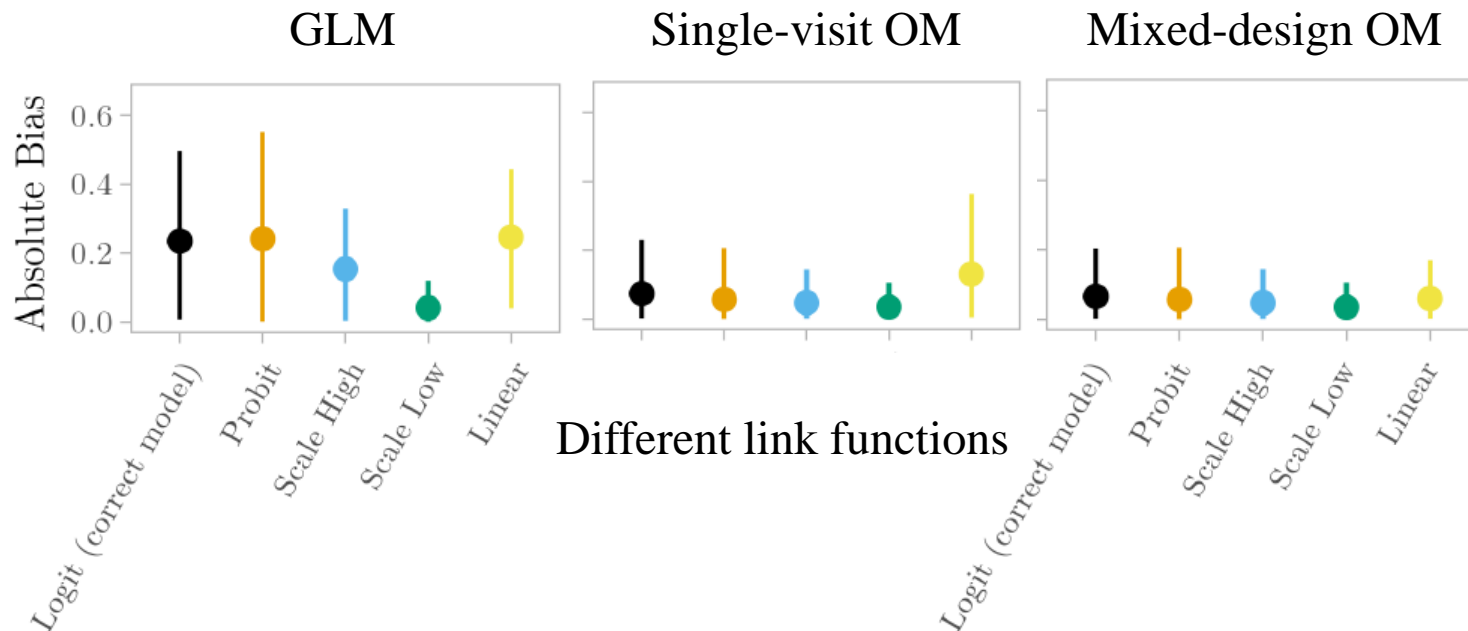 GLM
Single-visit OM
Mixed-design OM
Absolute Bias
0.6
0.4
0.2
0.0
Logit (correct model)
Probit
Scale High
Scale Low
Linear
Different link functions
Logit (correct model)
Probit
Scale High
Scale Low
Linear